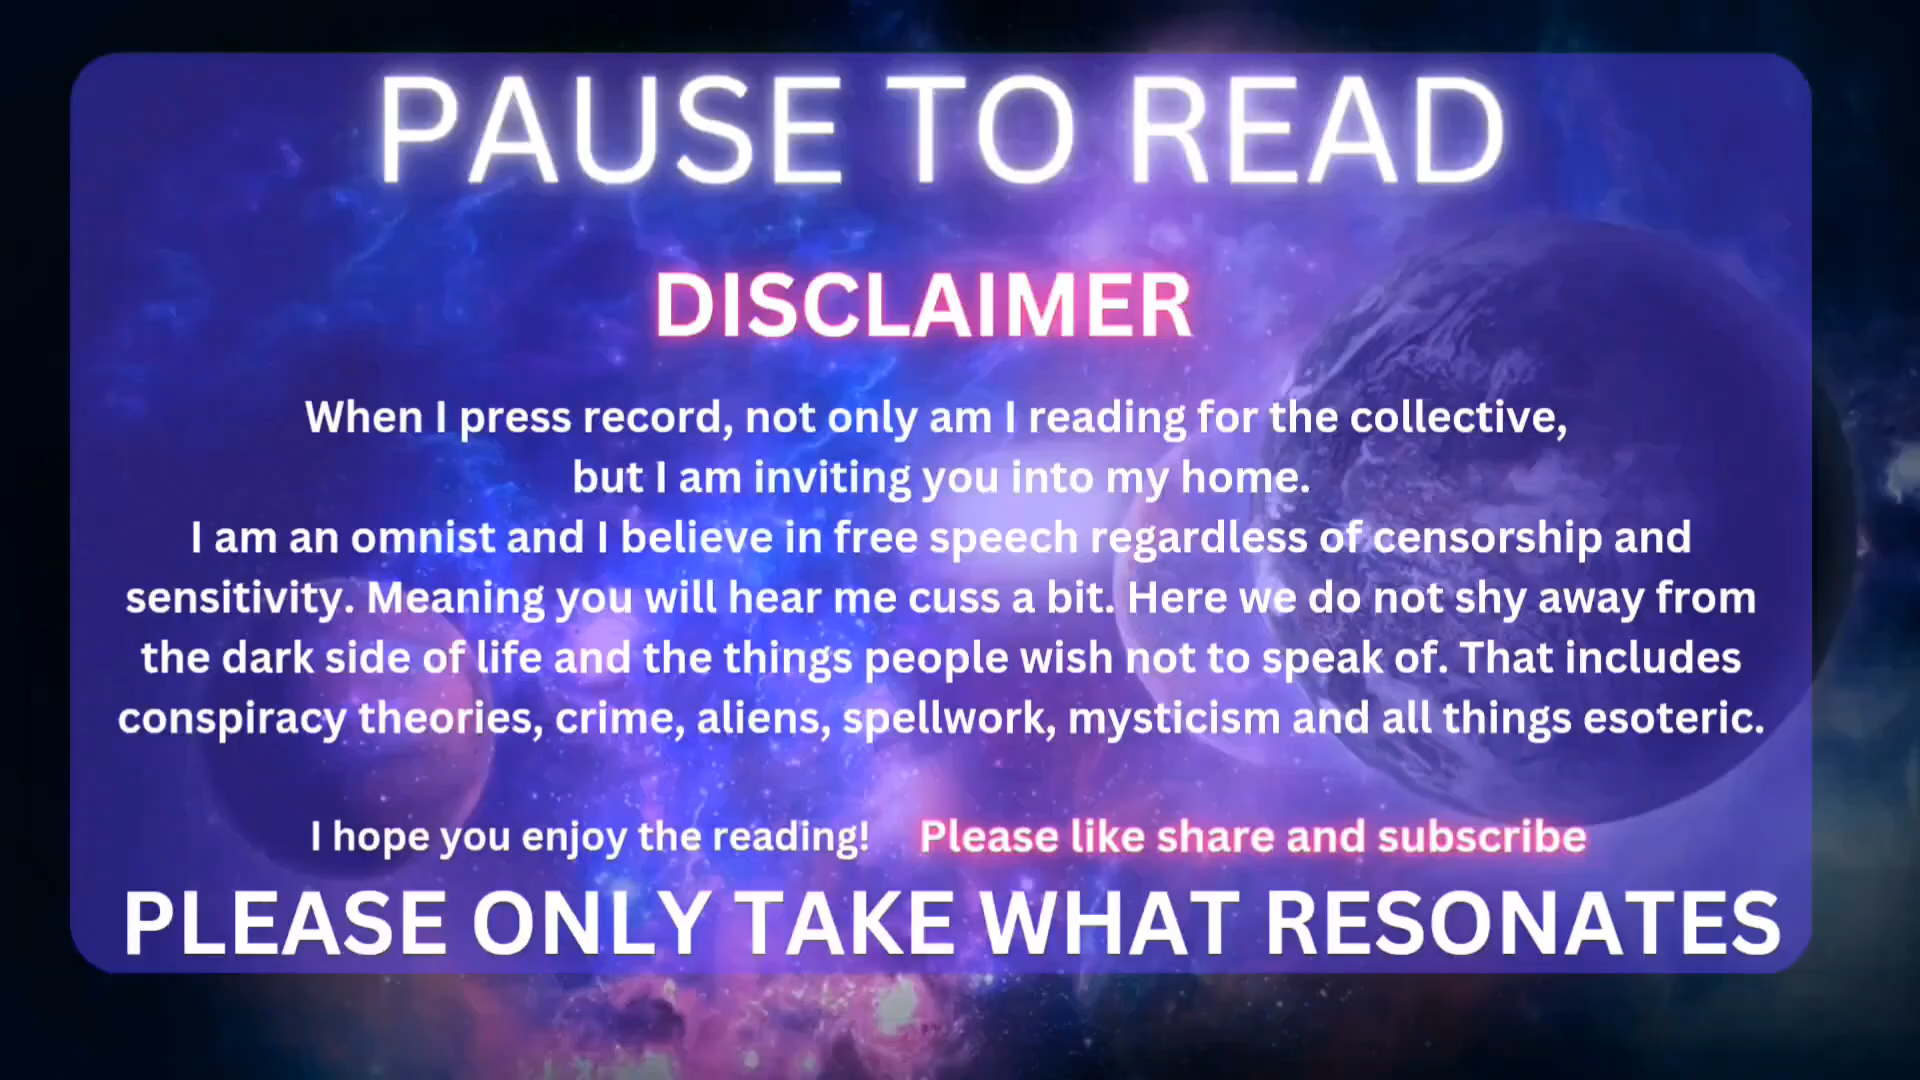 PAUSE TO READ
DISCLAIMER
When I press record, not only am I reading for the collective,
but I am inviting you into my home.
I am an omnist and I believe in free speech regardless of censorship and
sensitivity. Meaning you will hear me cuss a bit. Here we do not shy away from
the dark side of life and the things people wish not to speak of. That includes
conspiracy theories, crime, aliens, spellwork, mysticism and all things esoteric.
I hope you enjoy the reading! Please like share and subscribe
PLEASE ONLY TAKE WHAT RESONATES